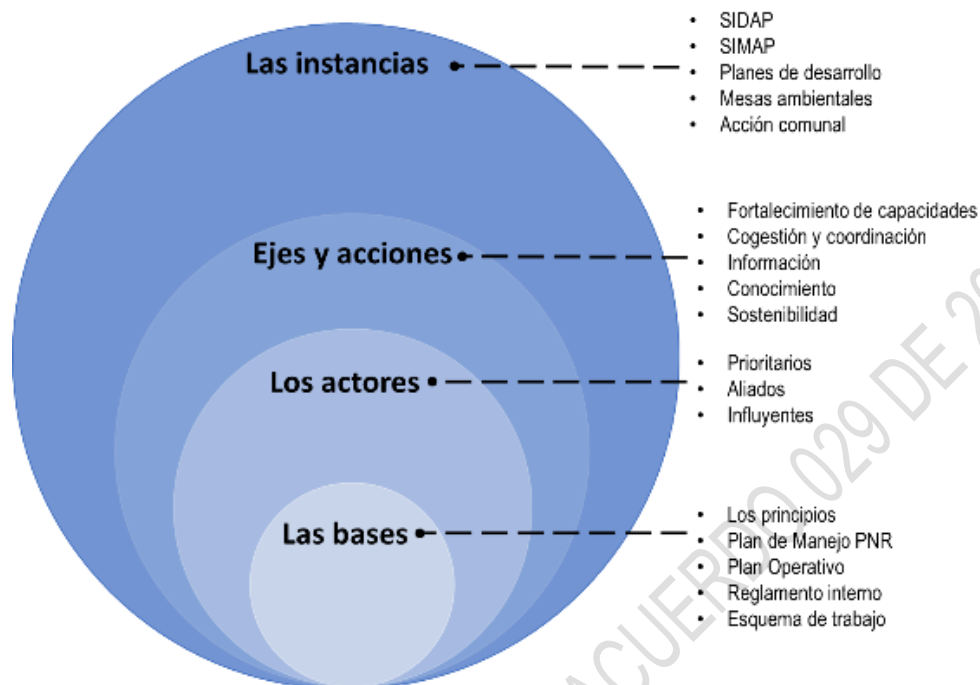 Las instancias
• SIDAP
• SIMAP
• Planes de desarrollo
• Mesas ambientales
• Acción comunal
Ejes y acciones
• Fortalecimiento de capacidades
• Cogestión y coordinación
• Información
• Conocimiento
• Sostenibilidad
Los actores
• Prioritarios
• Aliados
• Influyentes
Las bases
• Los principios
• Plan de Manejo PNR
• Plan Operativo
• Reglamento interno
• Esquema de trabajo
ACUERDO 029 DE